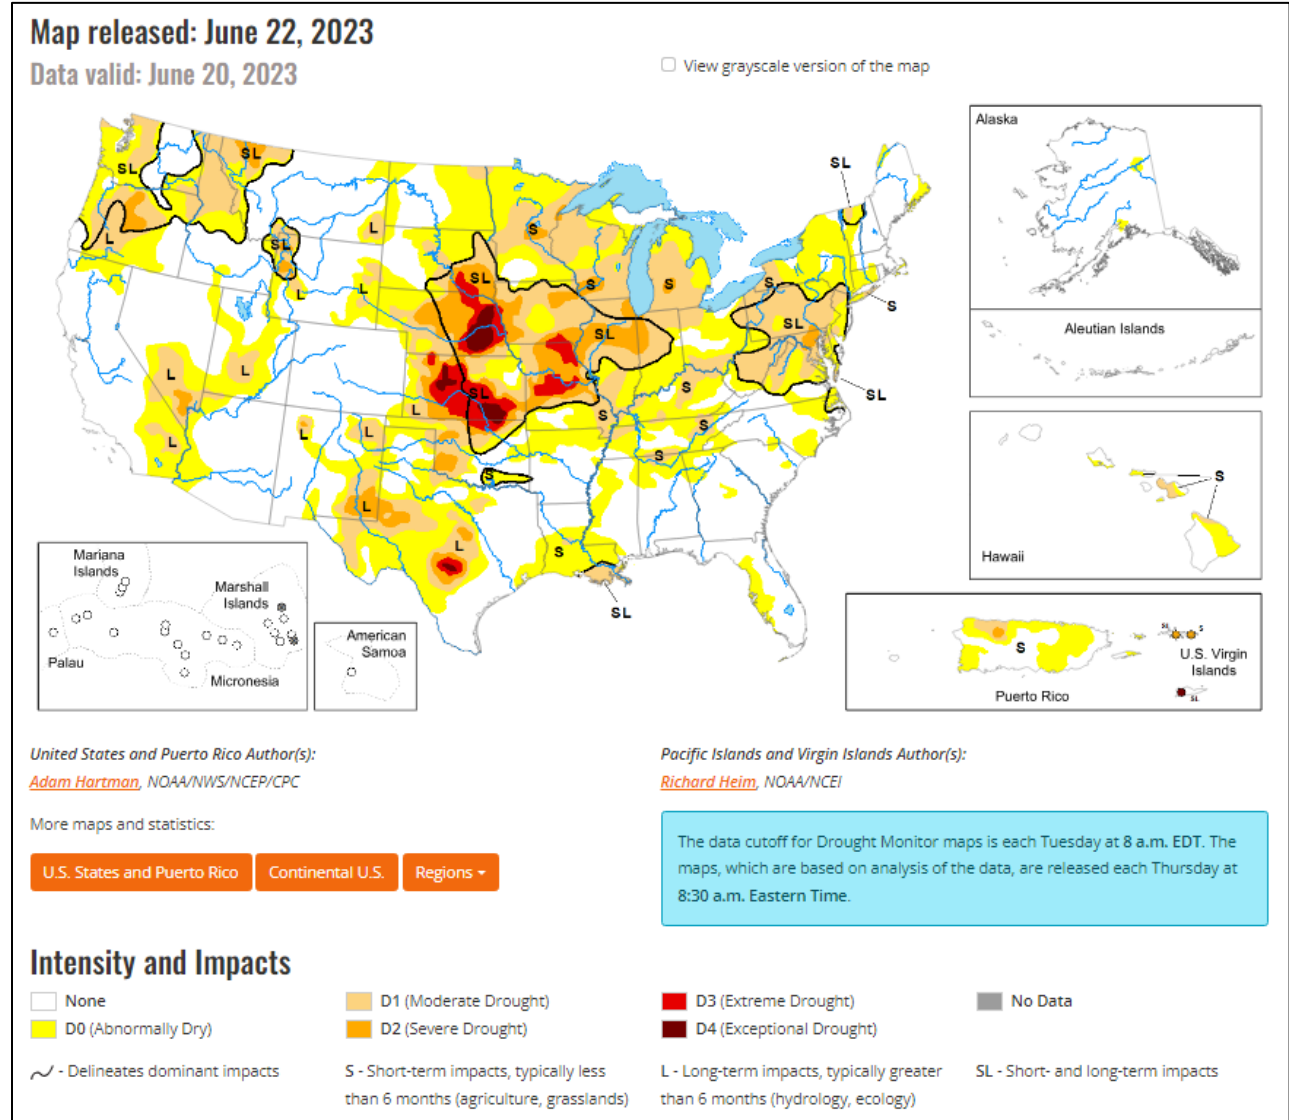 Map released: June 22, 2023
Data valid: June 20, 2023
View grayscale version of the map
SL
SL
L
SL
L
L
L
L
L
L
L
L
L
L
L
L
SL
SL
S
S
S
SL
S
S
S
S
S
S
SL
S
SL
S
SL
SL
Alaska
Aleutian Islands
S
Hawaii
Mariana
Islands
Marshall
Islands
Palau
Micronesia
American
Samoa
S
SL
S
U.S. Virgin
Islands
SL
Puerto Rico
United States and Puerto Rico Author(s):
Adam Hartman, NOAA/NWS/NCEP/CPC
Pacific Islands and Virgin Islands Author(s):
Richard Heim, NOAA/NCEI
More maps and statistics:
U.S. States and Puerto Rico
Continental U.S.
Regions
The data cutoff for Drought Monitor maps is each Tuesday at 8 a.m. EDT. The
maps, which are based on analysis of the data, are released each Thursday at
8:30 a.m. Eastern Time.
Intensity and Impacts
None
D0 (Abnormally Dry)
D1 (Moderate Drought)
D2 (Severe Drought)
D3 (Extreme Drought)
D4 (Exceptional Drought)
No Data
- Delineates dominant impacts
S - Short-term impacts, typically less
than 6 months (agriculture, grasslands)
L - Long-term impacts, typically greater
than 6 months (hydrology, ecology)
SL - Short- and long-term impacts